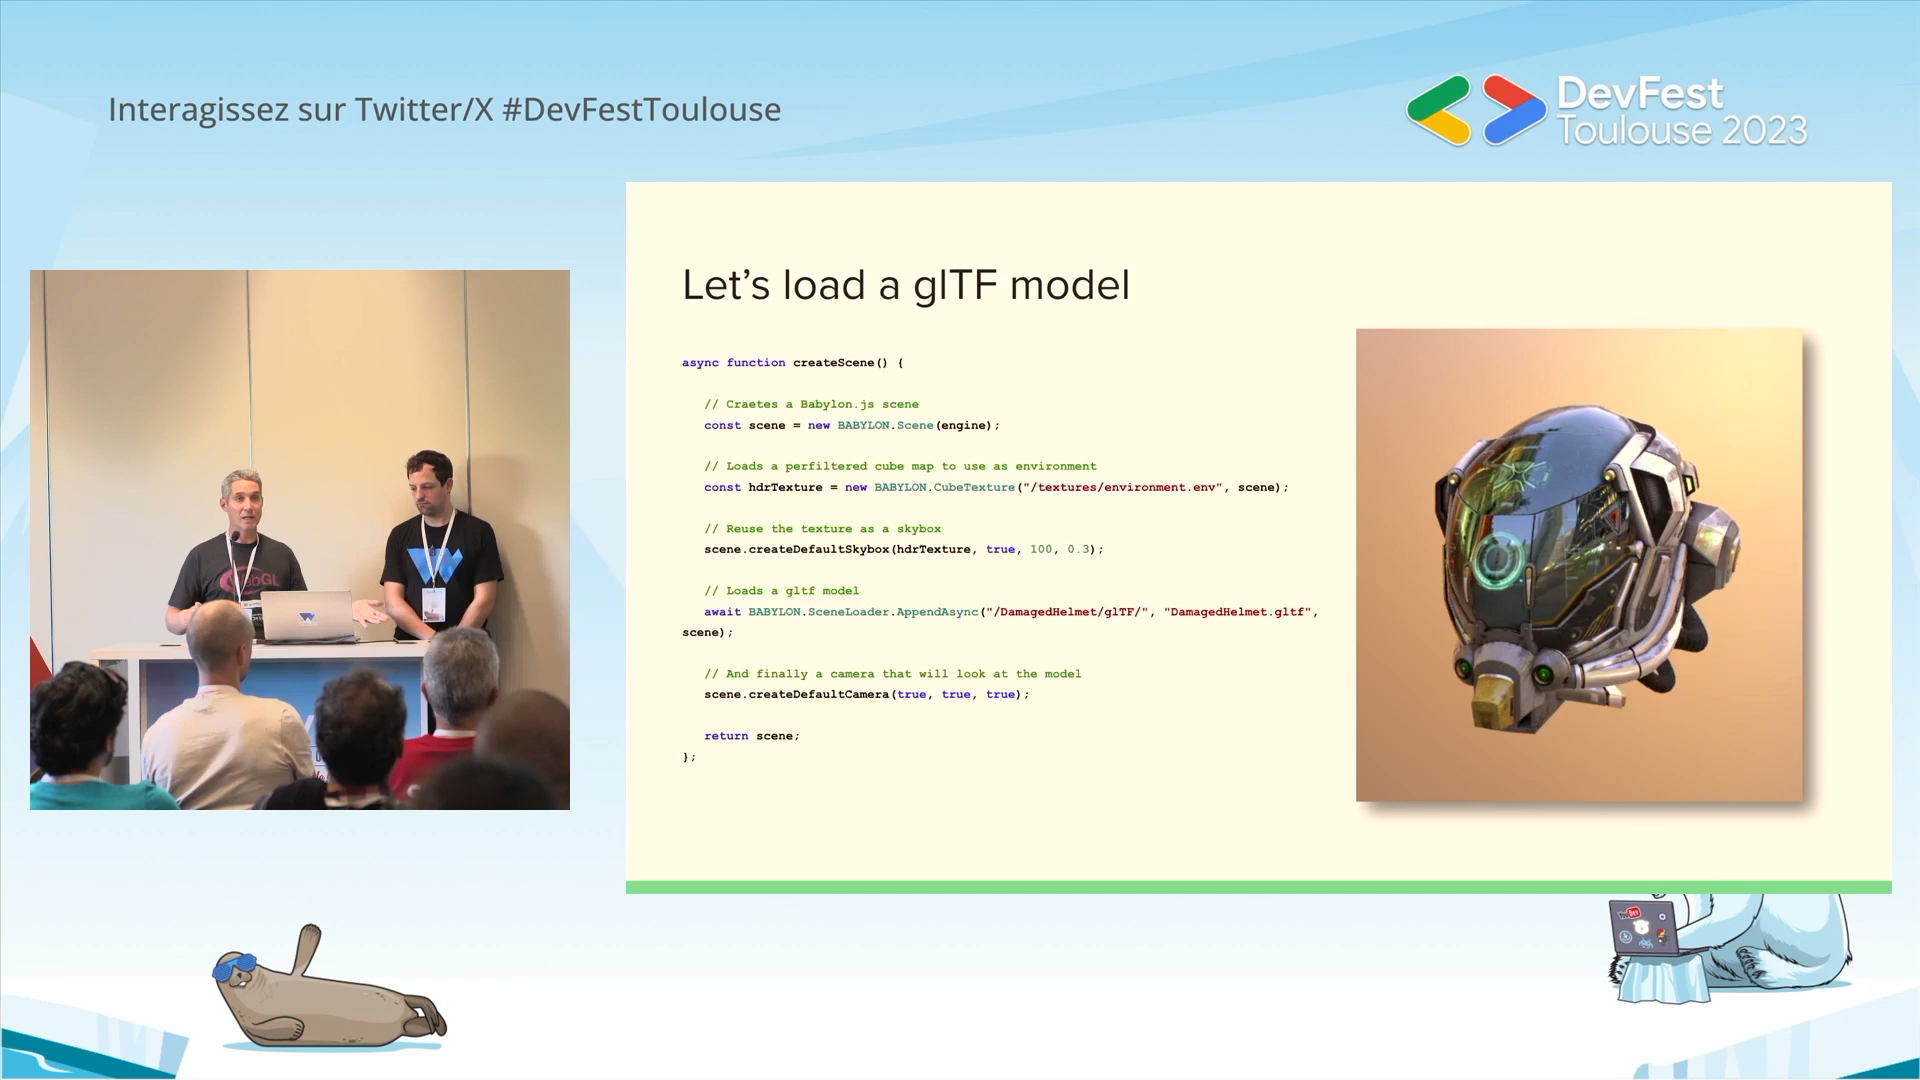 Interagissez sur Twitter/X #DevFestToulouse
DevFest
Toulouse 2023
Let’s load a glTF model
async function createScene() {
// Craetes a Babylon.js scene
const scene = new BABYLON.Scene(engine);
// Loads a perfiltered cube map to use as environment
const hdrTexture = new BABYLON.CubeTexture("/textures/environment.env", scene);
// Reuse the texture as a skybox
scene.createDefaultSkybox(hdrTexture, true, 100, 0.3);
// Loads a gltf model
await BABYLON.SceneLoader.AppendAsync("/DamagedHelmet/glTF/", "DamagedHelmet.gltf",
scene);
// And finally a camera that will look at the model
scene.createDefaultCamera(true, true, true);
return scene;
};